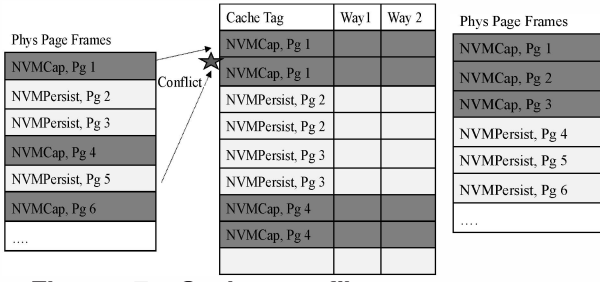 Phys Page Frames
NVMCap, Pg 1
NVMPersist, Pg 2
NVMPersist, Pg 3
NVMCap, Pg 4
NVMPersist, Pg 5
NVMCap, Pg 6
....
Conflict
Cache Tag Way1 Way 2
NVMCap, Pg 1
NVMCap, Pg 1
NVMPersist, Pg 2
NVMPersist, Pg 2
NVMPersist, Pg 3
NVMPersist, Pg 3
NVMCap, Pg 4
NVMCap, Pg 4
Phys Page Frames
NVMCap, Pg 1
NVMCap, Pg 2
NVMCap, Pg 3
NVMPersist, Pg 4
NVMPersist, Pg 5
NVMPersist, Pg 6
....